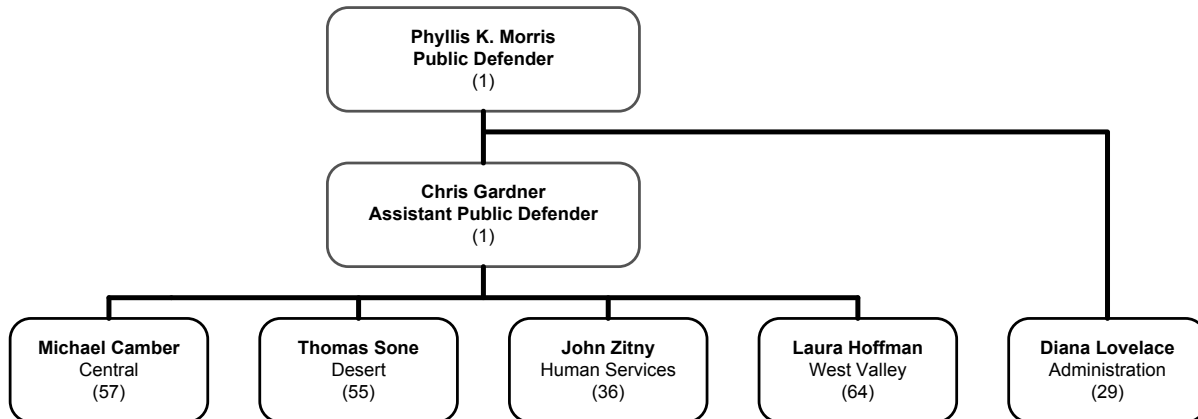 Phyllis K. Morris
Public Defender
(1)
Chris Gardner
Assistant Public Defender
(1)
Michael Camber
Central
(57)
Thomas Sone
Desert
(55)
John Zitny
Human Services
(36)
Laura Hoffman
West Valley
(64)
Diana Lovelace
Administration
(29)